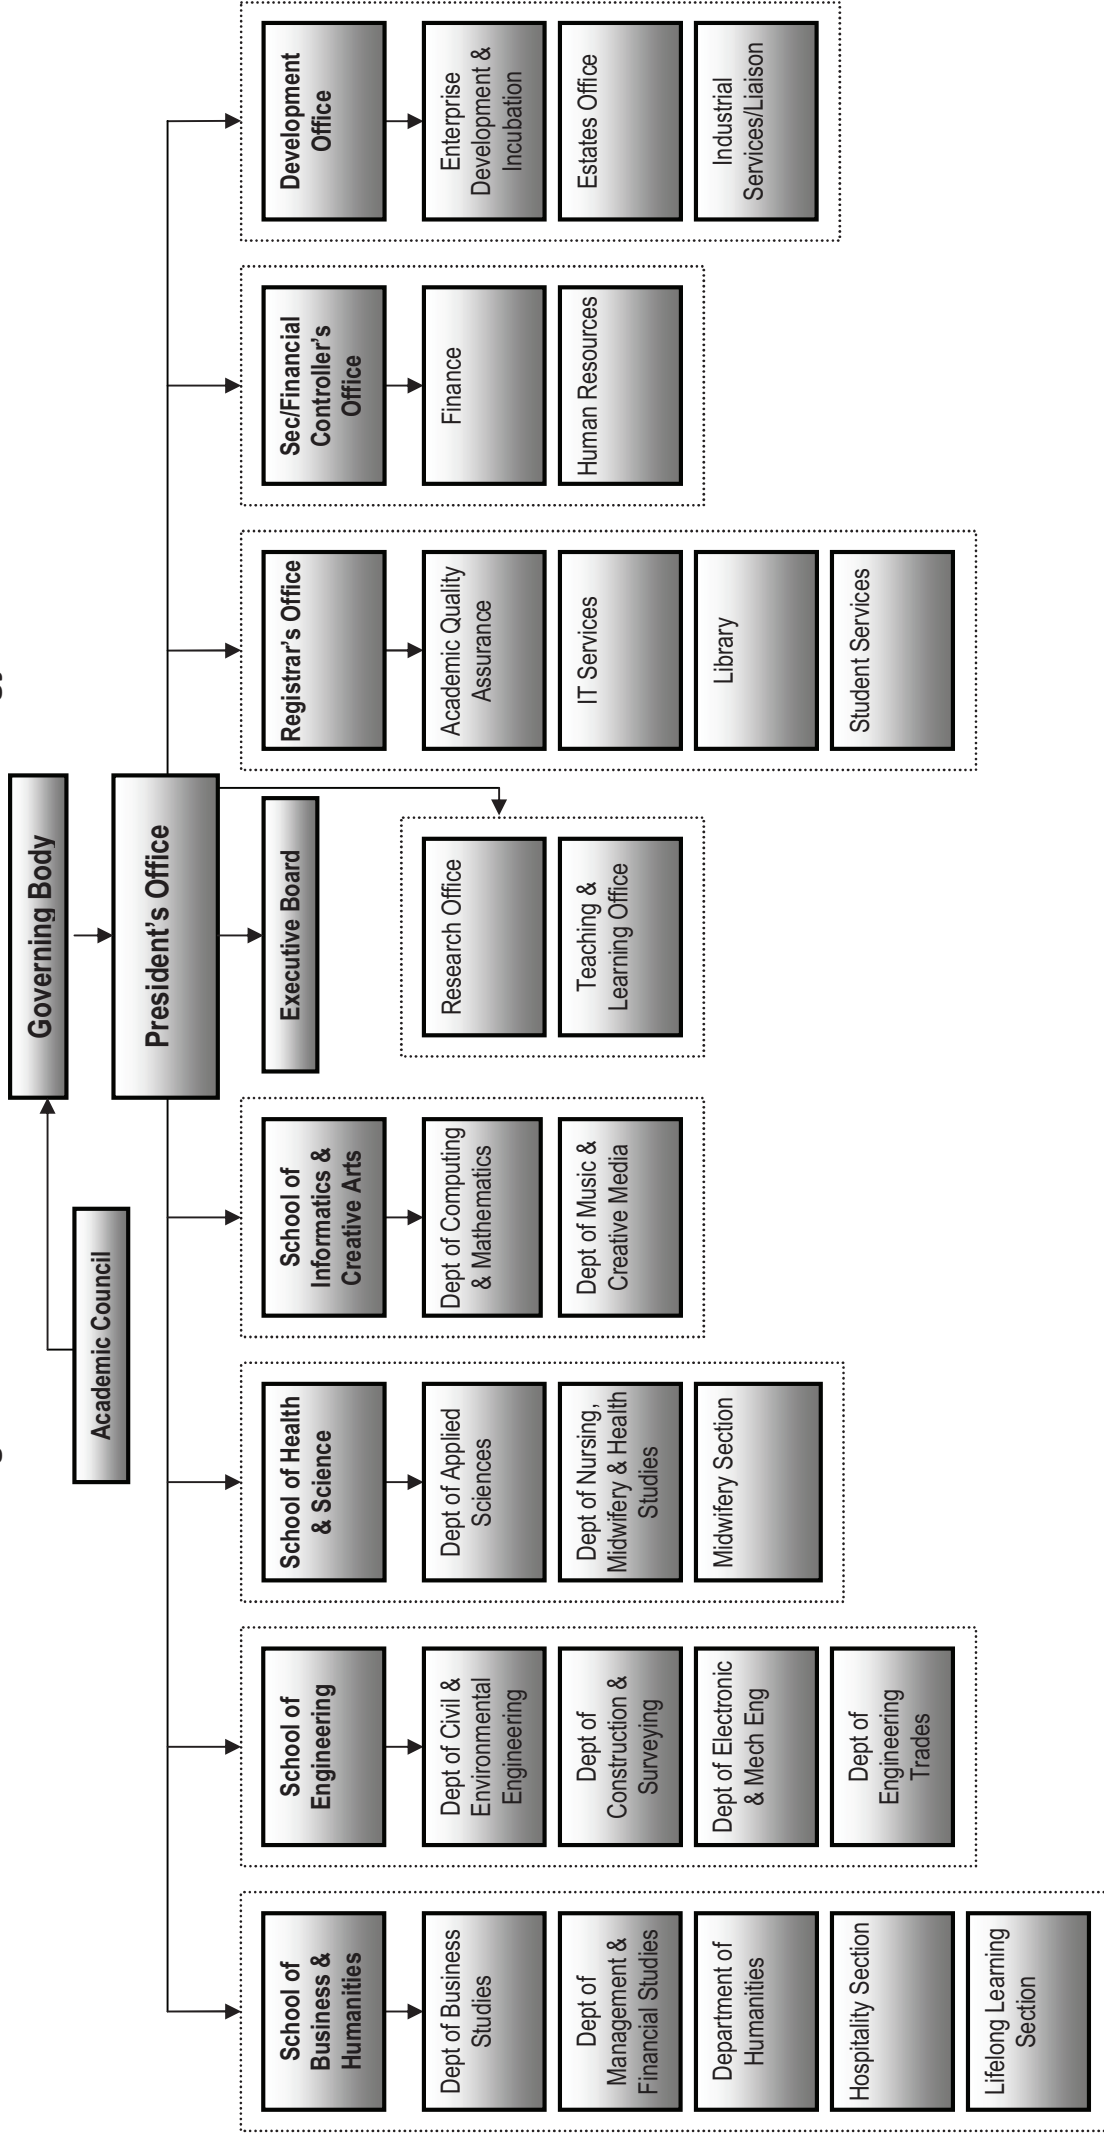 Governing Body
Academic Council
President's Office
Executive Board
School of
Business &
Humanities
Dept of Business
Studies
Dept of
Management &
Financial Studies
Department of
Humanities
Hospitality Section
Lifelong Learning
Section
School of
Engineering
Dept of Civil &
Environmental
Engineering
Dept of
Construction &
Surveying
Dept of Electronic
& Mech Eng
Dept of
Engineering
Trades
School of Health
& Science
Dept of Applied
Sciences
Dept of Nursing,
Midwifery & Health
Studies
Midwifery Section
School of
Informatics &
Creative Arts
Dept of Computing
& Mathematics
Dept of Music &
Creative Media
Research Office
Teaching &
Learning Office
Registrar's Office
Academic Quality
Assurance
IT Services
Library
Student Services
Sec/Financial
Controller's
Office
Finance
Human Resources
Development
Office
Enterprise
Development &
Incubation
Estates Office
Industrial
Services/Liaison